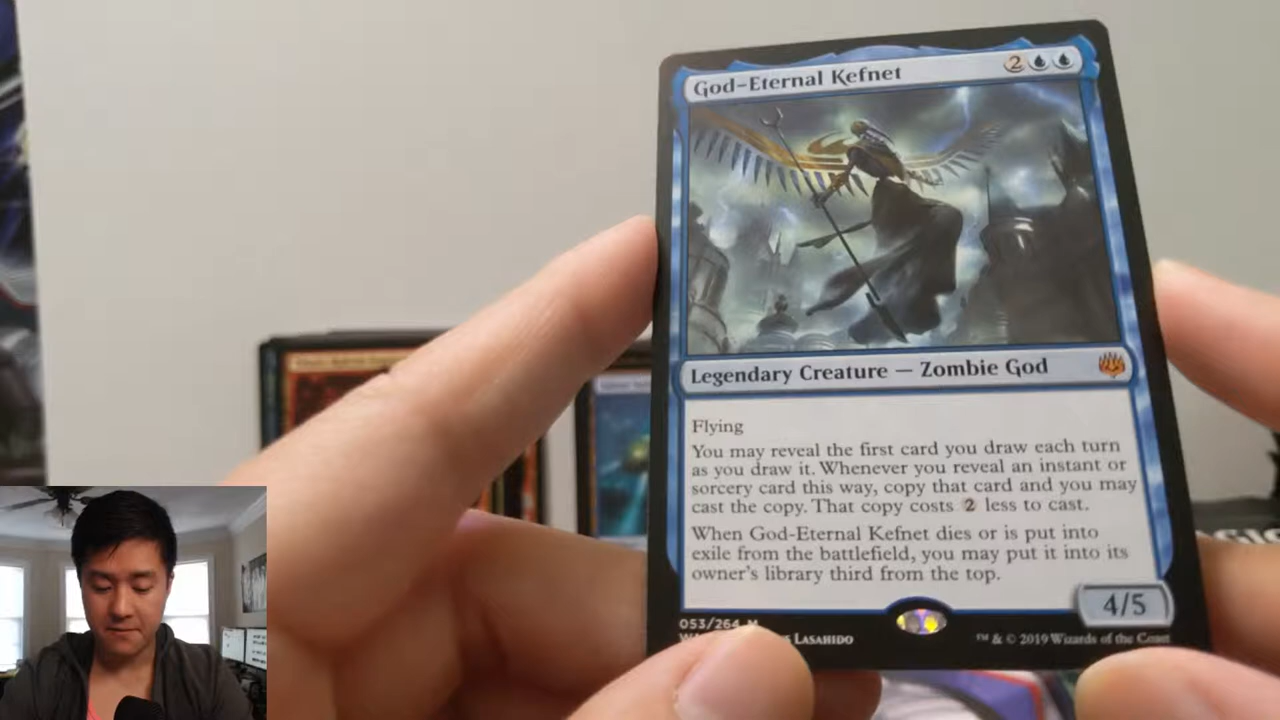 God-Eternal Kefnet 2
Legendary Creature — Zombie God
Flying
You may reveal the first card you draw each turn
as you draw it. Whenever you reveal an instant or
sorcery card this way, copy that card and you may
cast the copy. That copy costs 2 less to cast.
When God-Eternal Kefnet dies or is put into
exile from the battlefield, you may put it into its
owner's library third from the top.
4/5
053/264 M
LASAHIDO
™ & © 2019 Wizards of the Coast